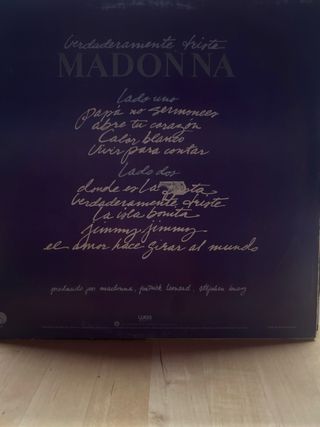 verdaderamente triste
MADONNA
Lado uno
papá no sermonees
abre tu corazón
Calor blanco
Vivir para contar
Lado dos
donde es la fiesta
verdaderamente triste
la isla bonita
jimmy jimmy
el amor hace girar al mundo
producido por madonna, patrick leonard, stephen bray